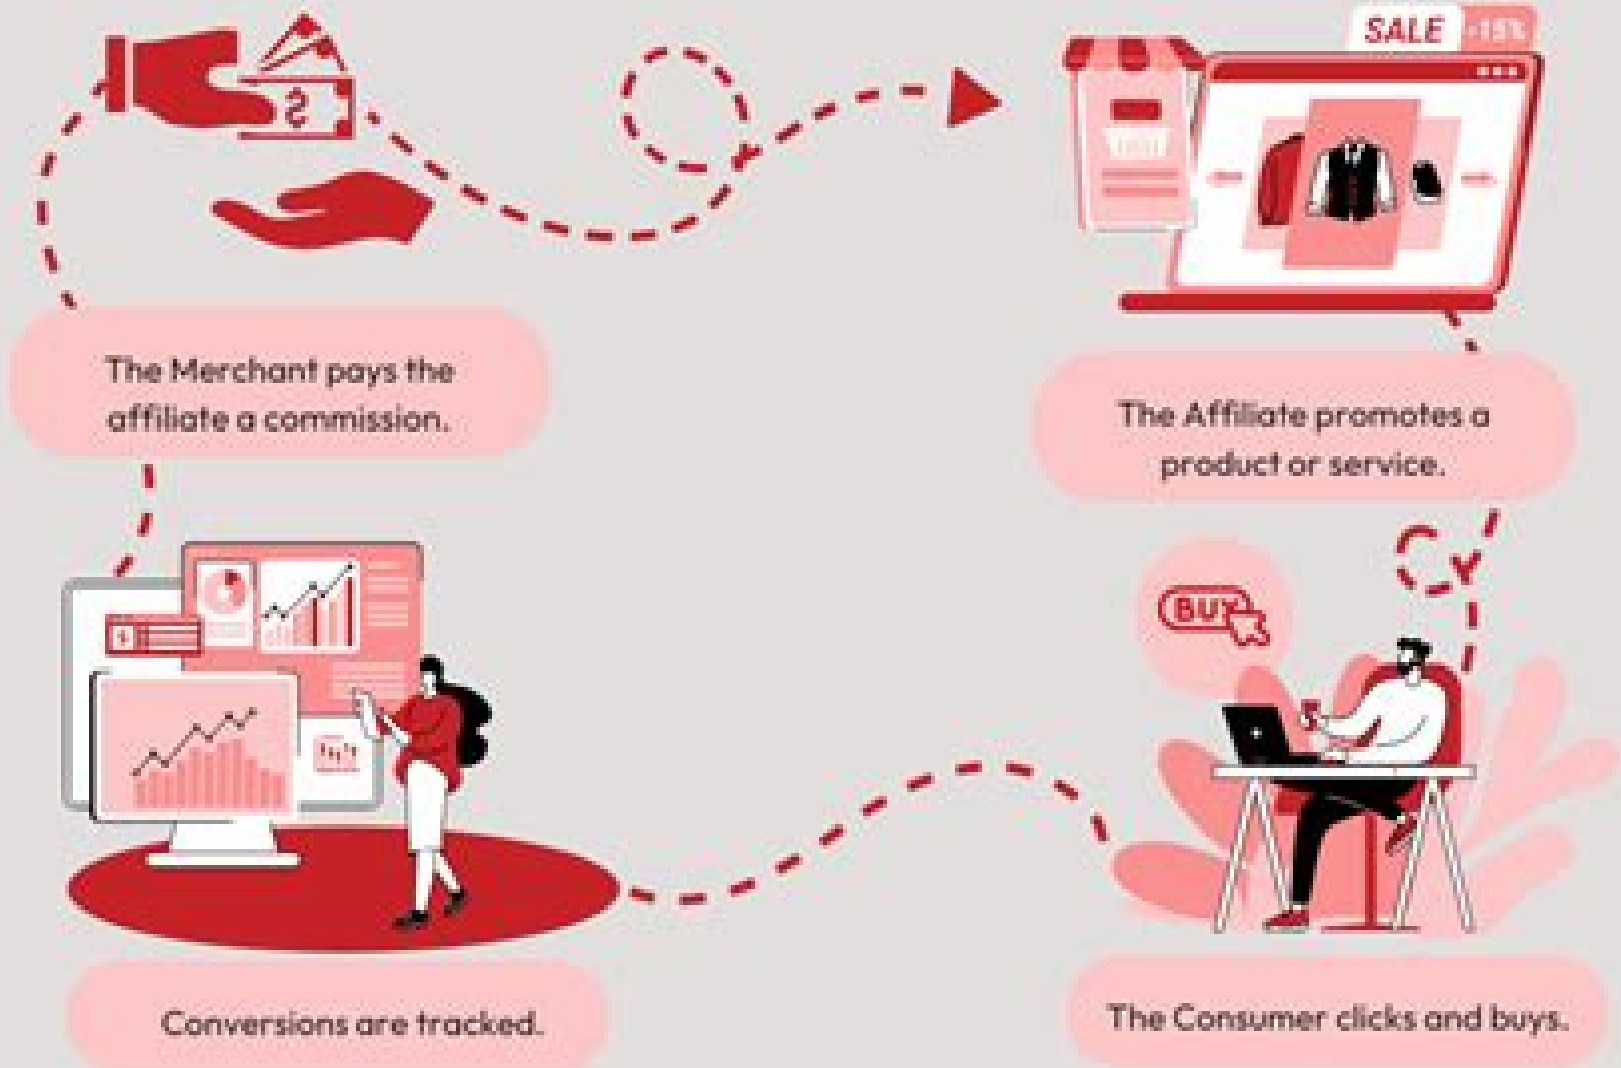 SALE -15%
The Merchant pays the
affiliate a commission.
The Affiliate promotes a
product or service.
BUY
Conversions are tracked.
The Consumer clicks and buys.